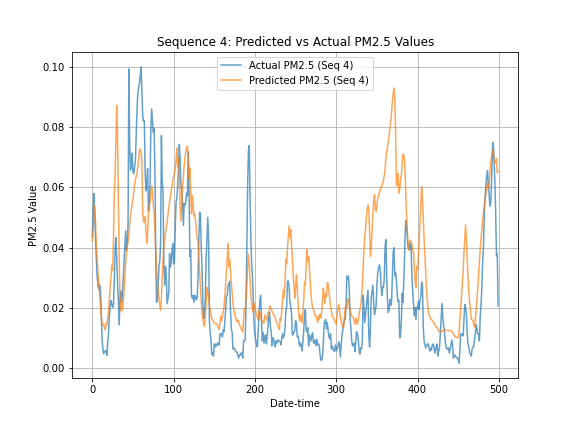 Sequence 4: Predicted vs Actual PM2.5 Values
Actual PM2.5 (Seq 4)
Predicted PM2.5 (Seq 4)
PM2.5 Value
0.10
0.08
0.06
0.04
0.02
0.00
0
100
200
300
400
500
Date-time